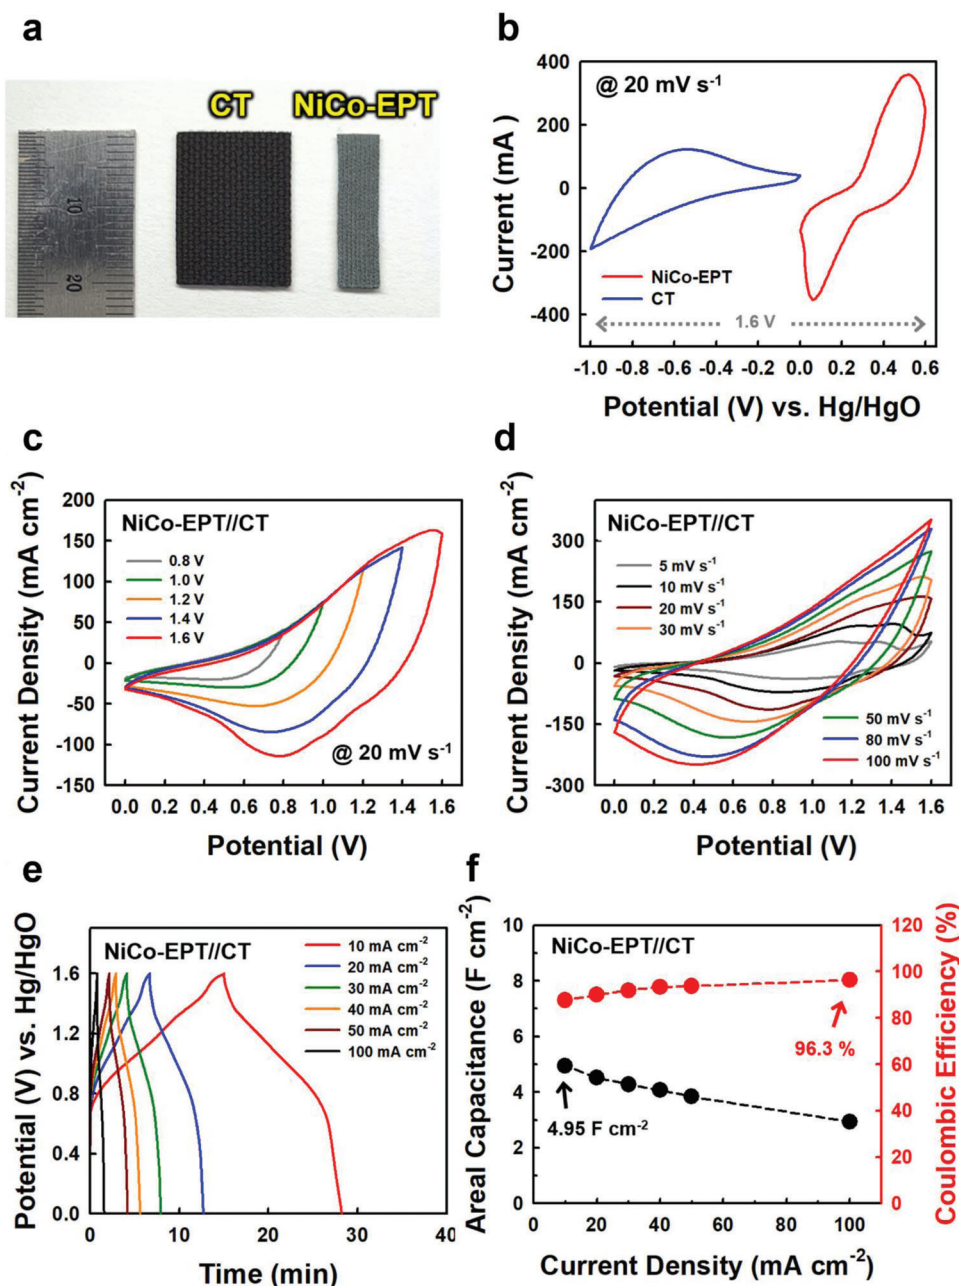 a
CT NiCo-EPT
10
20
b
@ 20 mV s⁻¹
Current (mA)
400
200
0
-200
-400
NiCo-EPT
CT
1.6 V
-1.0 -0.8 -0.6 -0.4 -0.2 0.0 0.2 0.4 0.6
Potential (V) vs. Hg/HgO
c
Current Density (mA cm⁻²)
200
150
100
50
0
-50
-100
-150
NiCo-EPT//CT
0.8 V
1.0 V
1.2 V
1.4 V
1.6 V
@ 20 mV s⁻¹
0.0 0.2 0.4 0.6 0.8 1.0 1.2 1.4 1.6
Potential (V)
d
Current Density (mA cm⁻²)
300
150
0
-150
-300
NiCo-EPT//CT
5 mV s⁻¹
10 mV s⁻¹
20 mV s⁻¹
30 mV s⁻¹
50 mV s⁻¹
80 mV s⁻¹
100 mV s⁻¹
0.0 0.2 0.4 0.6 0.8 1.0 1.2 1.4 1.6
Potential (V)
e
Potential (V) vs. Hg/HgO
1.6
1.2
0.8
0.4
0.0
NiCo-EPT//CT
10 mA cm⁻²
20 mA cm⁻²
30 mA cm⁻²
40 mA cm⁻²
50 mA cm⁻²
100 mA cm⁻²
0 10 20 30 40
Time (min)
f
Areal Capacitance (F cm⁻²)
10
8
6
4
2
0
NiCo-EPT//CT
96.3 %
4.95 F cm⁻²
120
100
80
60
40
20
0
Coulombic Efficiency (%)
0 20 40 60 80 100
Current Density (mA cm⁻²)